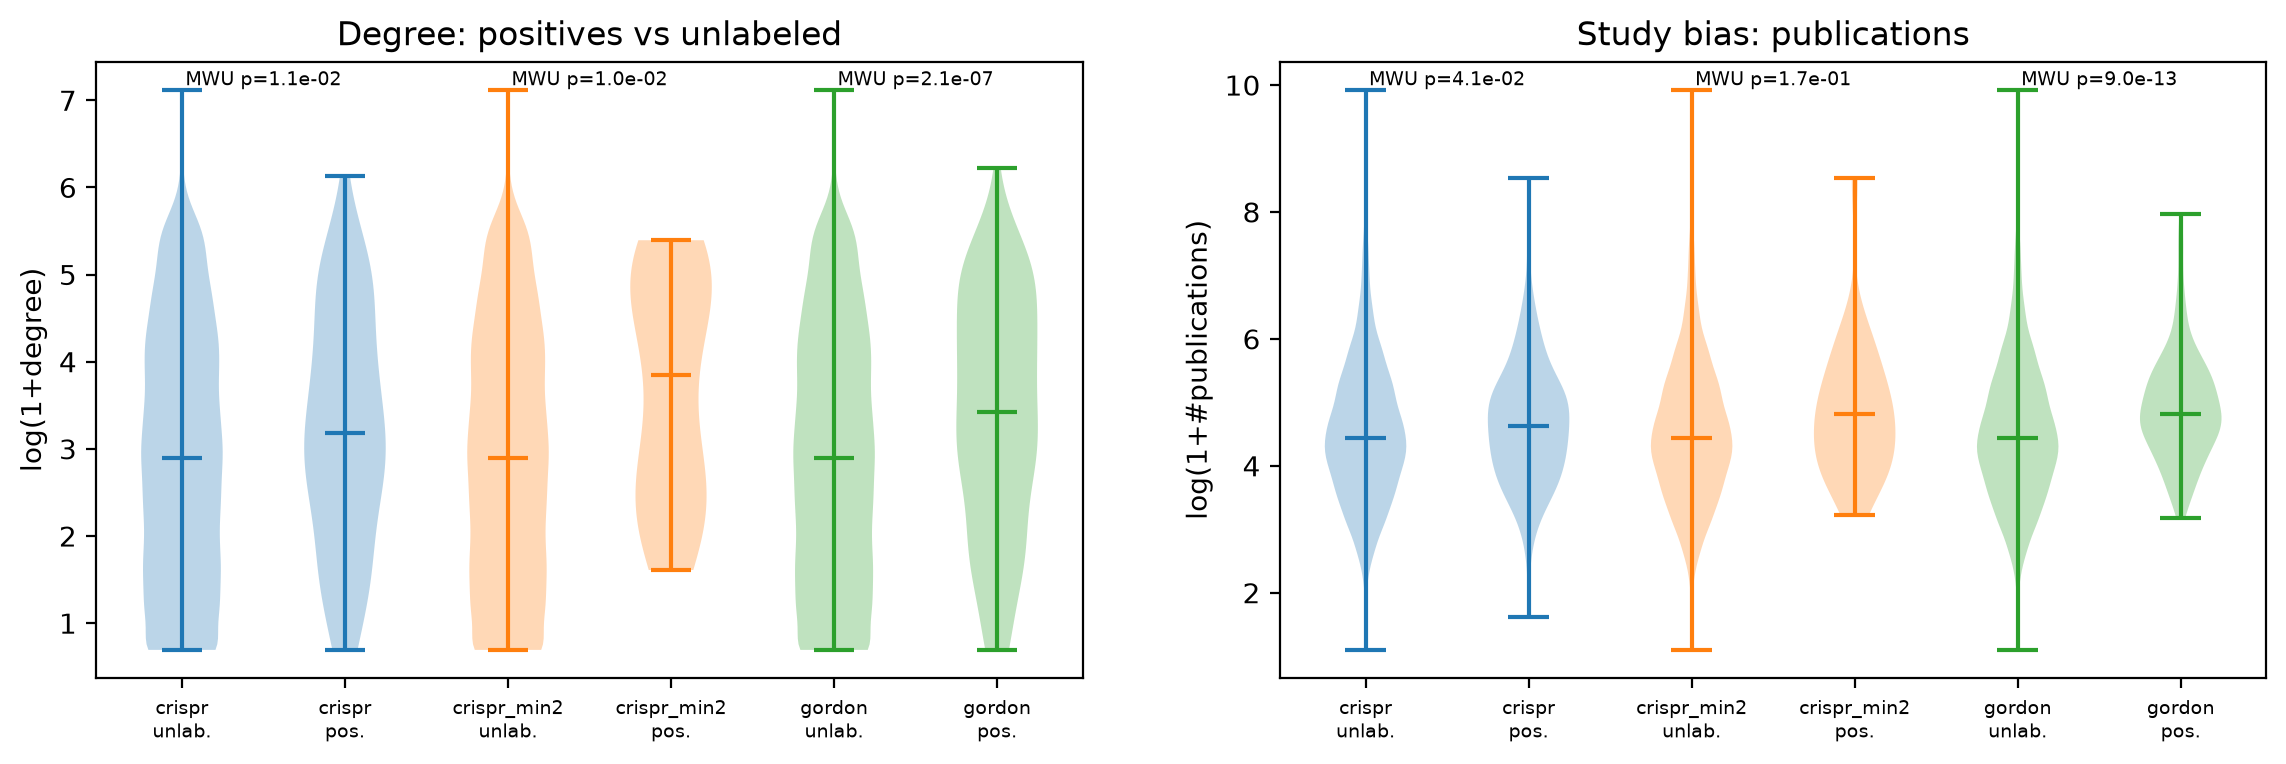 Degree: positives vs unlabeled
MWU p=1.1e-02
MWU p=1.0e-02
MWU p=2.1e-07
log(1+degree)
7
6
5
4
3
2
1
crispr
unlab.
crispr
pos.
crispr_min2
unlab.
crispr_min2
pos.
gordon
unlab.
gordon
pos.
Study bias: publications
MWU p=4.1e-02
MWU p=1.7e-01
MWU p=9.0e-13
log(1+#publications)
10
8
6
4
2
crispr
unlab.
crispr
pos.
crispr_min2
unlab.
crispr_min2
pos.
gordon
unlab.
gordon
pos.